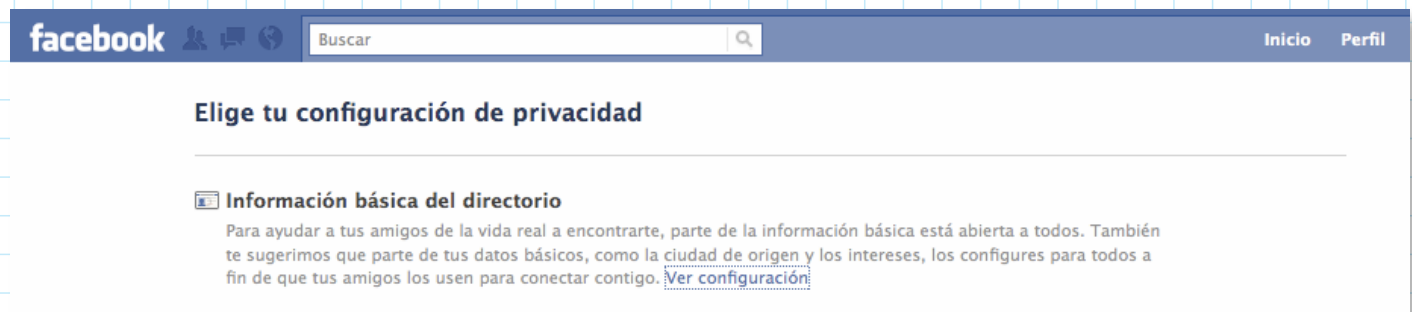 facebook Buscar Inicio Perfil
Elige tu configuración de privacidad
Información básica del directorio
Para ayudar a tus amigos de la vida real a encontrarte, parte de la información básica está abierta a todos. También
te sugerimos que parte de tus datos básicos, como la ciudad de origen y los intereses, los configures para todos a
fin de que tus amigos los usen para conectar contigo. Ver configuración